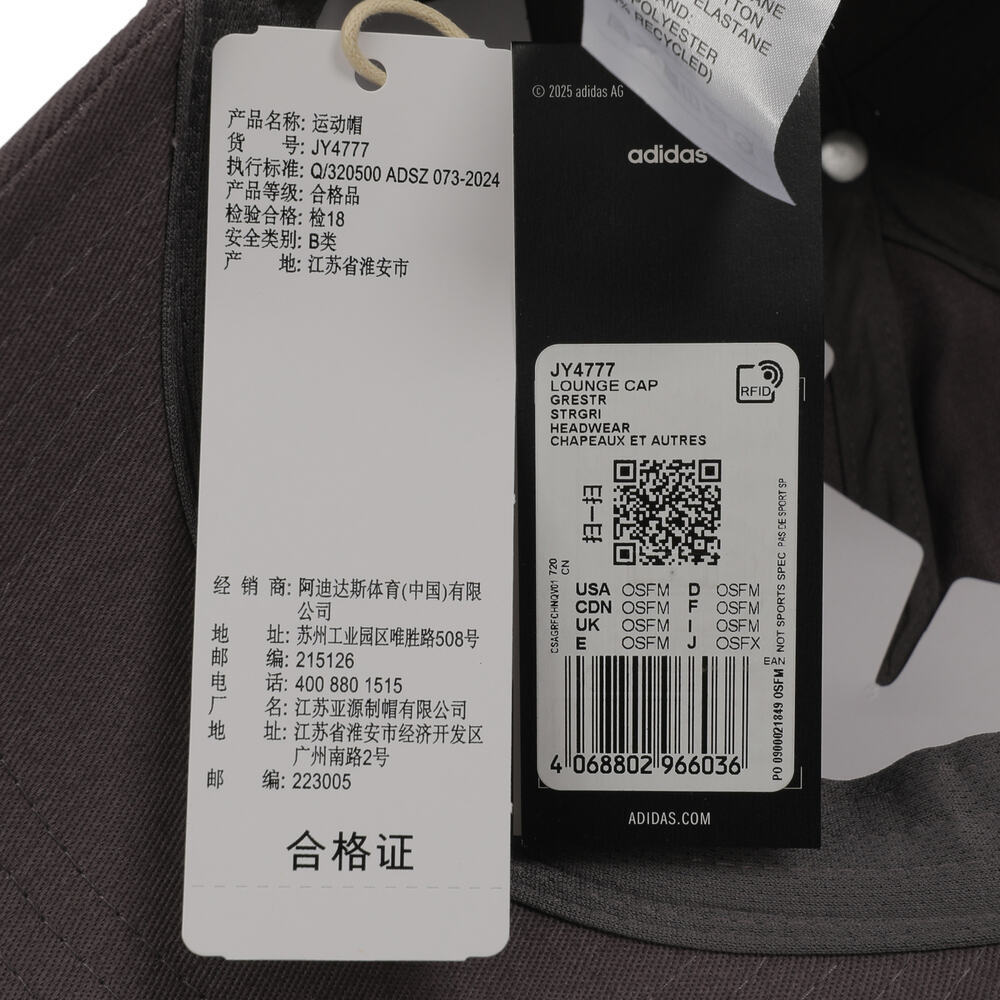 产品名称: 运动帽
货 号: JY4777
执行标准: Q/320500 ADSZ 073-2024
产品等级: 合格品
检验合格: 检18
安全类别: B类
产 地: 江苏省淮安市
经 销 商: 阿迪达斯体育(中国)有限
公司
地 址: 苏州工业园区唯胜路508号
邮 编: 215126
电 话: 400 880 1515
厂 名: 江苏亚源制帽有限公司
地 址: 江苏省淮安市经济开发区
广州南路2号
邮 编: 223005
合格证
TTON
ELASTANE
AND:
POLYESTER
RECYCLED)
© 2025 adidas AG
adidas
JY4777
LOUNGE CAP
GRESTR
STRGRI
HEADWEAR
CHAPEAUX ET AUTRES
RFID
扫一扫
CSAGRFCHNQV01 720
CN
USA OSFM D OSFM
CDN OSFM F OSFM
UK OSFM I OSFM
E OSFM J OSFX
EAN
NOT SPORTS SPEC PAS DE SPORT SP
PO 0900021849 OSFM
4 068802 966036
ADIDAS.COM